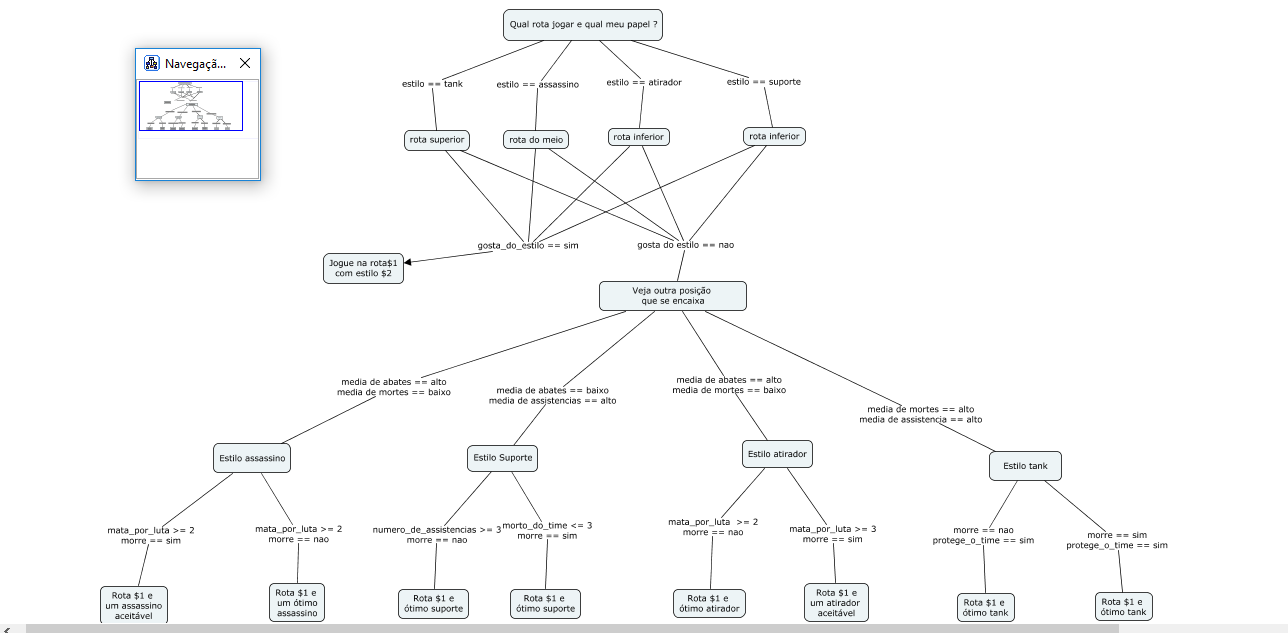 Qual rota jogar e qual meu papel ?
Navegaçã...
estilo == tank
estilo == assassino
estilo == atirador
estilo == suporte
rota superior
rota do meio
rota inferior
rota inferior
gosta_do_estilo == sim
gosta do estilo == nao
Jogue na rota$1
com estilo $2
Veja outra posição
que se encaixa
media de abates == alto
media de mortes == baixo
media de abates == baixo
media de assistencias == alto
media de abates == alto
media de mortes == baixo
media de mortes == alto
media de assistencia == alto
Estilo assassino
Estilo Suporte
Estilo atirador
Estilo tank
mata_por_luta >= 2
morre == sim
mata_por_luta >= 2
morre == nao
numero_de_assistencias >= 3
morre == nao
morto_do_time <= 3
morre == sim
mata_por_luta >= 2
morre == nao
mata_por_luta >= 3
morre == sim
morre == nao
protege_o_time == sim
morre == sim
protege_o_time == sim
Rota $1 e
um assassino
aceitável
Rota $1 e
um ótimo
assassino
Rota $1 e
ótimo suporte
Rota $1 e
ótimo suporte
Rota $1 e
ótimo atirador
Rota $1 e
um atirador
aceitável
Rota $1 e
ótimo tank
Rota $1 e
ótimo tank